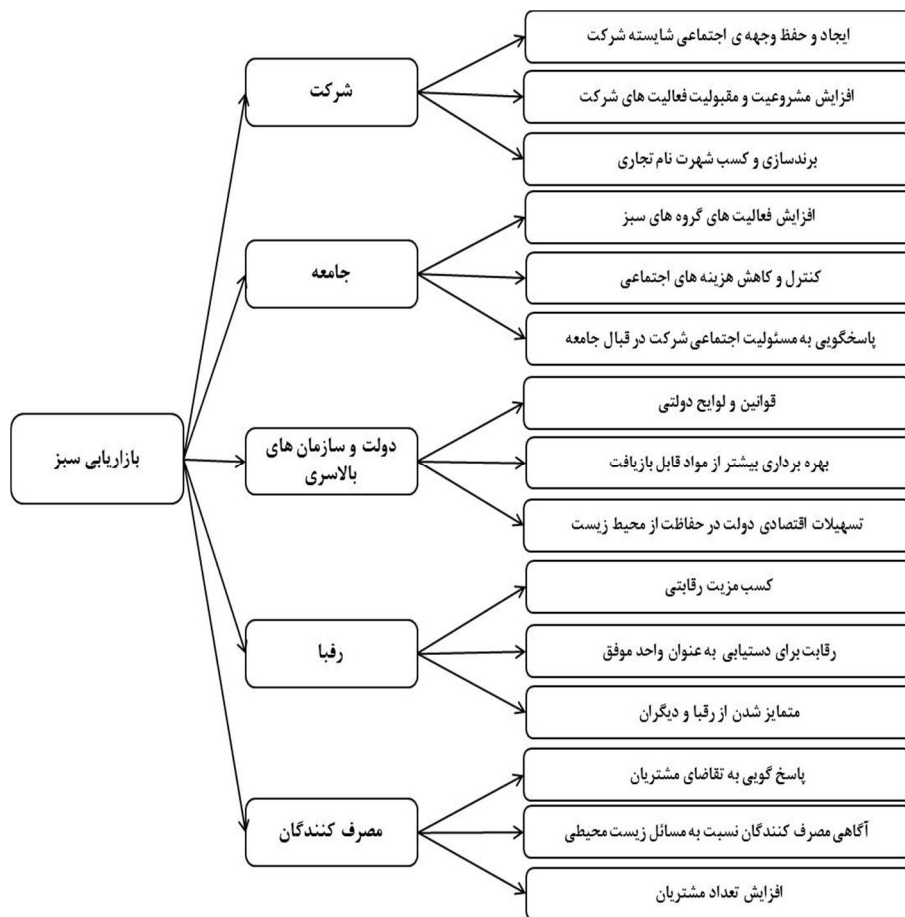 بازاریابی سبز
شرکت
ایجاد و حفظ وجهه ی اجتماعی شایسته شرکت
افزایش مشروعیت و مقبولیت فعالیت های شرکت
برندسازی و کسب شهرت نام تجاری
جامعه
افزایش فعالیت های گروه های سبز
کنترل و کاهش هزینه های اجتماعی
پاسخگویی به مسئولیت اجتماعی شرکت در قبال جامعه
دولت و سازمان های
بالاسری
قوانین و لوایح دولتی
بهره برداری بیشتر از مواد قابل بازیافت
تسهیلات اقتصادی دولت در حفاظت از محیط زیست
رقبا
کسب مزیت رقابتی
رقابت برای دستیابی به عنوان واحد موفق
متمایز شدن از رقبا و دیگران
مصرف کنندگان
پاسخ گویی به تقاضای مشتریان
آگاهی مصرف کنندگان نسبت به مسائل زیست محیطی
افزایش تعداد مشتریان